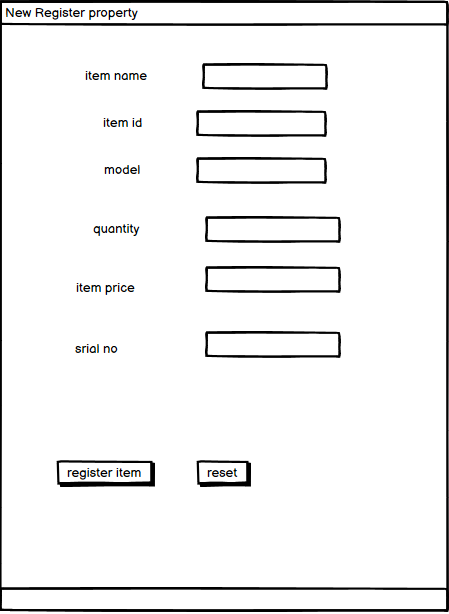 New Register property
item name
item id
model
quantity
item price
srial no
register item
reset